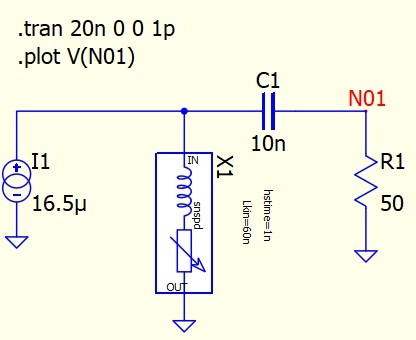 .tran 20n 0 0 1p
.plot V(N01)
C1
N01
10n
I1
16.5µ
IN
X1
snspd
hstime=1n
Lkin=60n
OUT
R1
50